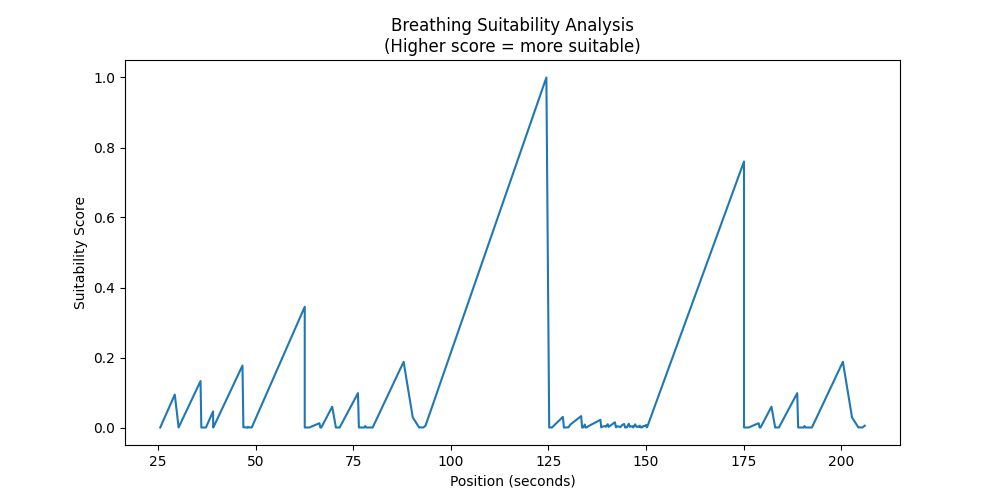 Breathing Suitability Analysis
(Higher score = more suitable)
Suitability Score
1.0
0.8
0.6
0.4
0.2
0.0
25 50 75 100 125 150 175 200
Position (seconds)